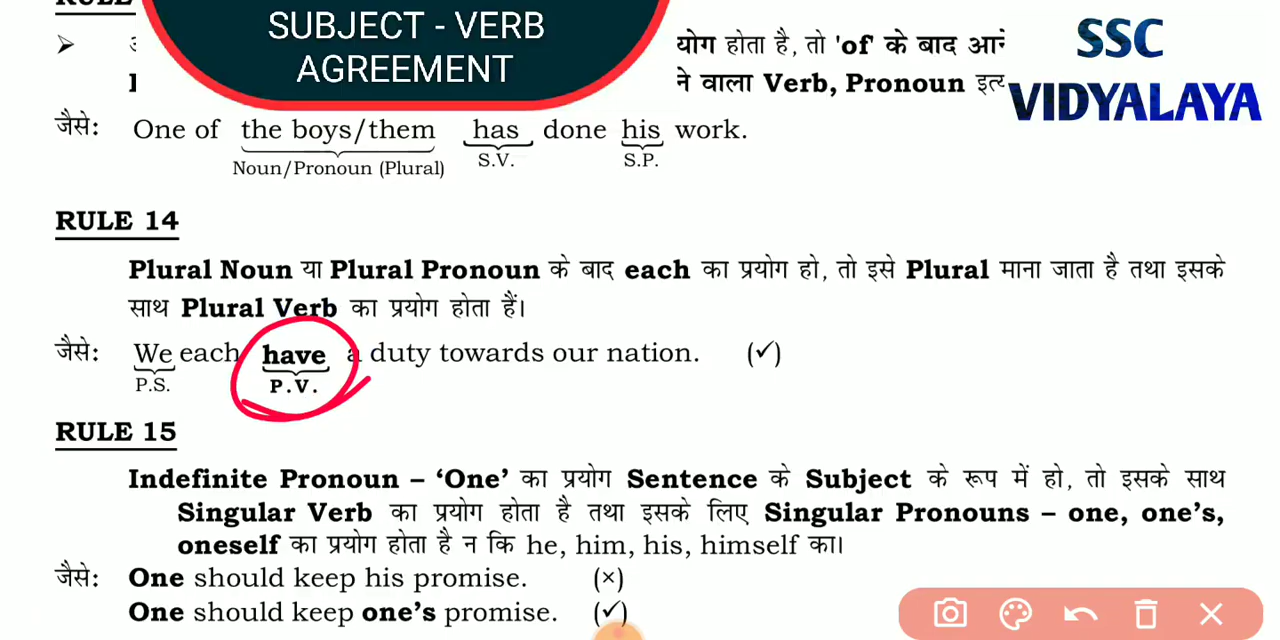 SUBJECT - VERB
AGREEMENT
SSC
VIDYALAYA
योग होता है, तो 'of' के बाद आने
ने वाला Verb, Pronoun
जैसे: One of the boys/them has done his work.
Noun/Pronoun (Plural) S.V. S.P.
RULE 14
Plural Noun या Plural Pronoun के बाद each का प्रयोग हो, तो इसे Plural माना जाता है तथा इसके
साथ Plural Verb का प्रयोग होता हैं।
जैसे: We each have a duty towards our nation. (✓)
P.S. P.V.
RULE 15
Indefinite Pronoun – ‘One’ का प्रयोग Sentence के Subject के रूप में हो, तो इसके साथ
Singular Verb का प्रयोग होता है तथा इसके लिए Singular Pronouns – one, one’s,
oneself का प्रयोग होता है न कि he, him, his, himself का।
जैसे: One should keep his promise. (×)
One should keep one’s promise. (✓)